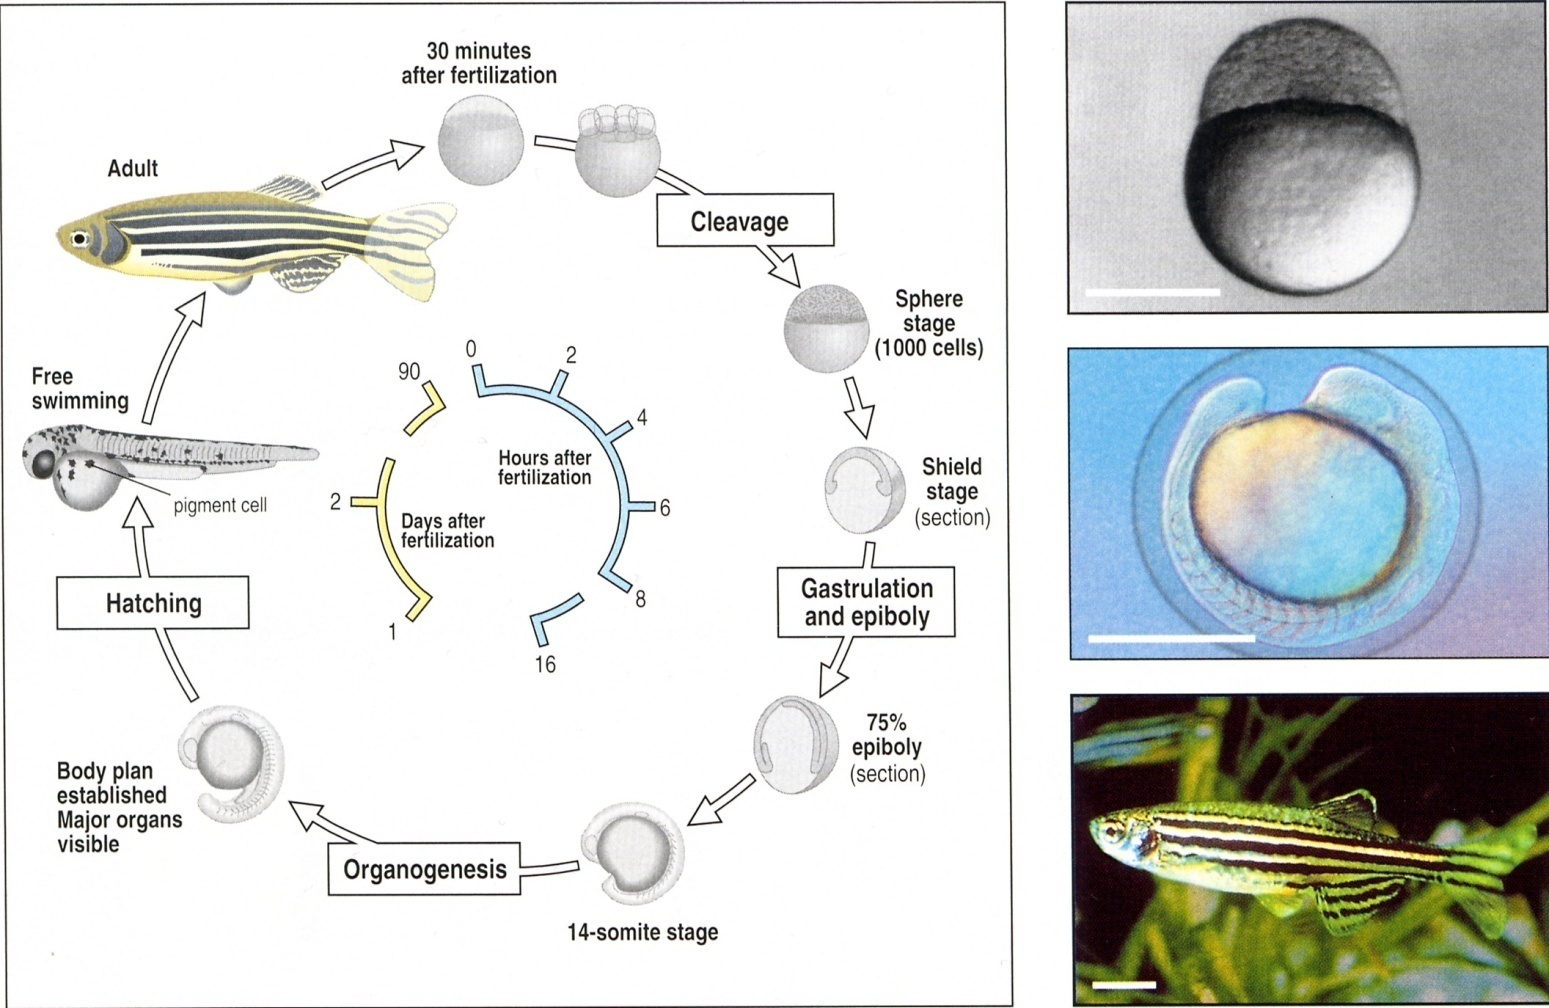 30 minutes
after fertilization
Adult
Cleavage
Sphere
stage
(1000 cells)
Free
swimming
90
0
2
4
Hours after
fertilization
Shield
stage
(section)
pigment cell
2
6
Days after
fertilization
Hatching
Gastrulation
and epiboly
1
8
16
75%
epiboly
(section)
Body plan
established
Major organs
visible
Organogenesis
14-somite stage